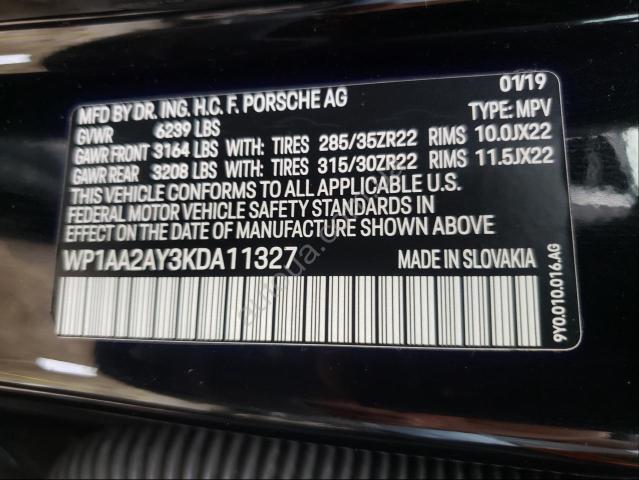 MFD BY DR. ING. H.C. F. PORSCHE AG 01/19
GVWR 6239 LBS TYPE: MPV
GAWR FRONT 3164 LBS WITH: TIRES 285/35ZR22 RIMS 10.0JX22
GAWR REAR 3208 LBS WITH: TIRES 315/30ZR22 RIMS 11.5JX22
THIS VEHICLE CONFORMS TO ALL APPLICABLE U.S.
FEDERAL MOTOR VEHICLE SAFETY STANDARDS IN
EFFECT ON THE DATE OF MANUFACTURE SHOWN ABOVE
WP1AA2AY3KDA11327 MADE IN SLOVAKIA
9Y0.010.016.AG